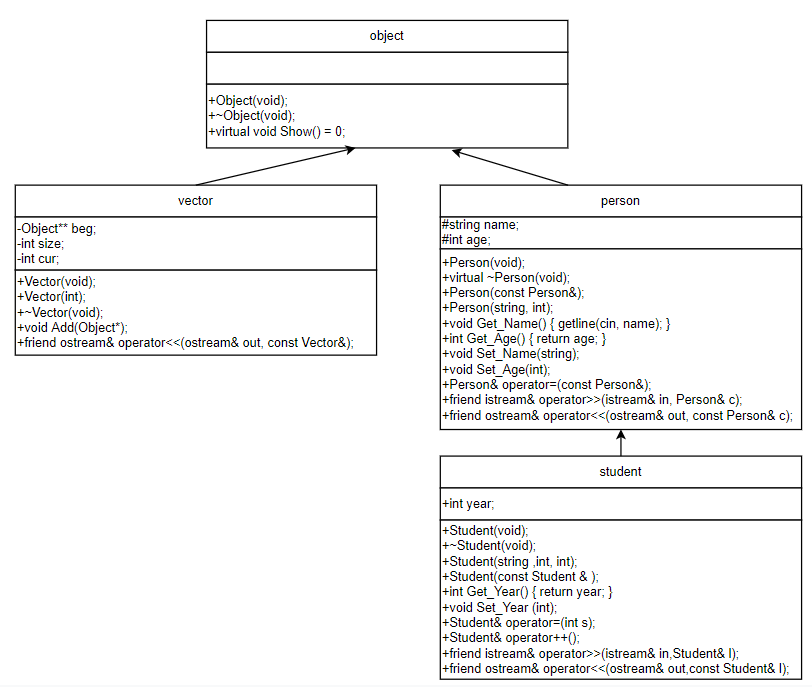 object
+Object(void);
+~Object(void);
+virtual void Show() = 0;
vector
-Object** beg;
-int size;
-int cur;
+Vector(void);
+Vector(int);
+~Vector(void);
+void Add(Object*);
+friend ostream& operator<<(ostream& out, const Vector&);
person
#string name;
#int age;
+Person(void);
+virtual ~Person(void);
+Person(const Person&);
+Person(string, int);
+void Get_Name() { getline(cin, name); }
+int Get_Age() { return age; }
+void Set_Name(string);
+void Set_Age(int);
+Person& operator=(const Person&);
+friend istream& operator>>(istream& in, Person& c);
+friend ostream& operator<<(ostream& out, const Person& c);
student
+int year;
+Student(void);
+~Student(void);
+Student(string ,int, int);
+Student(const Student & );
+int Get_Year() { return year; }
+void Set_Year (int);
+Student& operator=(int s);
+Student& operator++();
+friend istream& operator>>(istream& in,Student& l);
+friend ostream& operator<<(ostream& out,const Student& l);